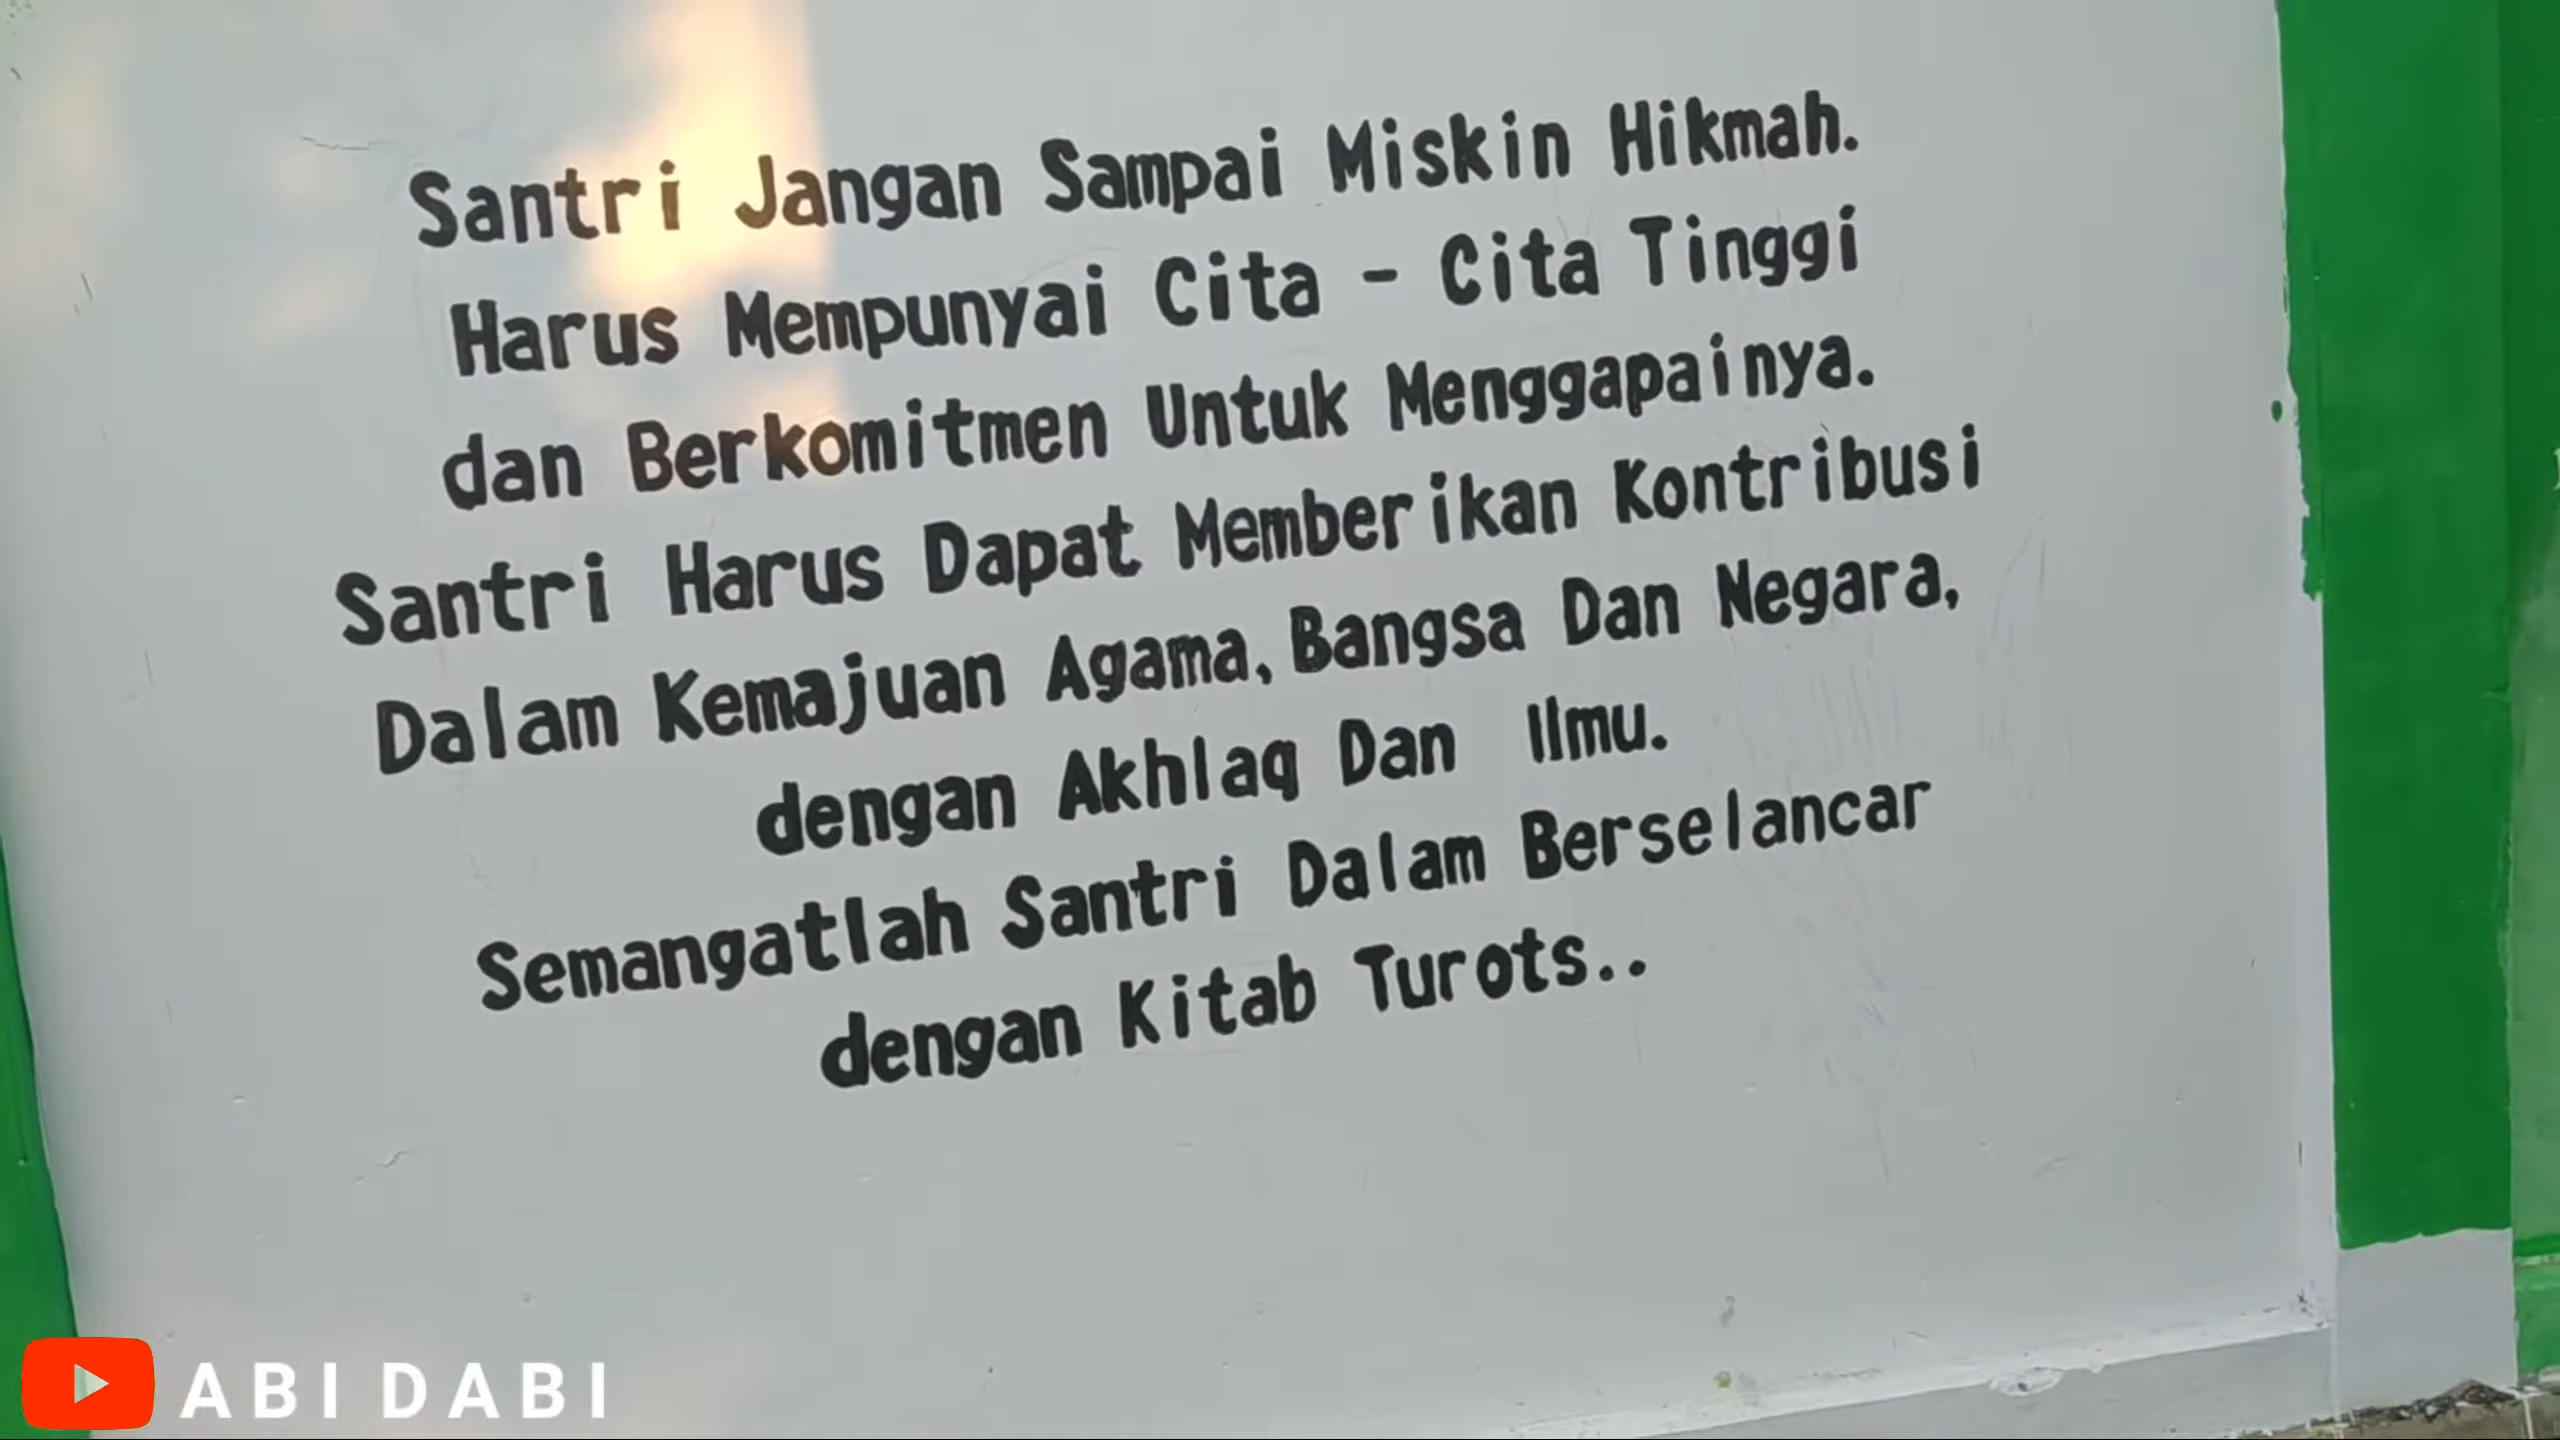 Santri Jangan Sampai Miskin Hikmah.
Harus Mempunyai Cita - Cita Tinggi
dan Berkomitmen Untuk Menggapainya.
Santri Harus Dapat Memberikan Kontribusi
Dalam Kemajuan Agama, Bangsa Dan Negara,
dengan Akhlaq Dan Ilmu.
Semangatlah Santri Dalam Berselancar
dengan Kitab Turots..
ABI DABI